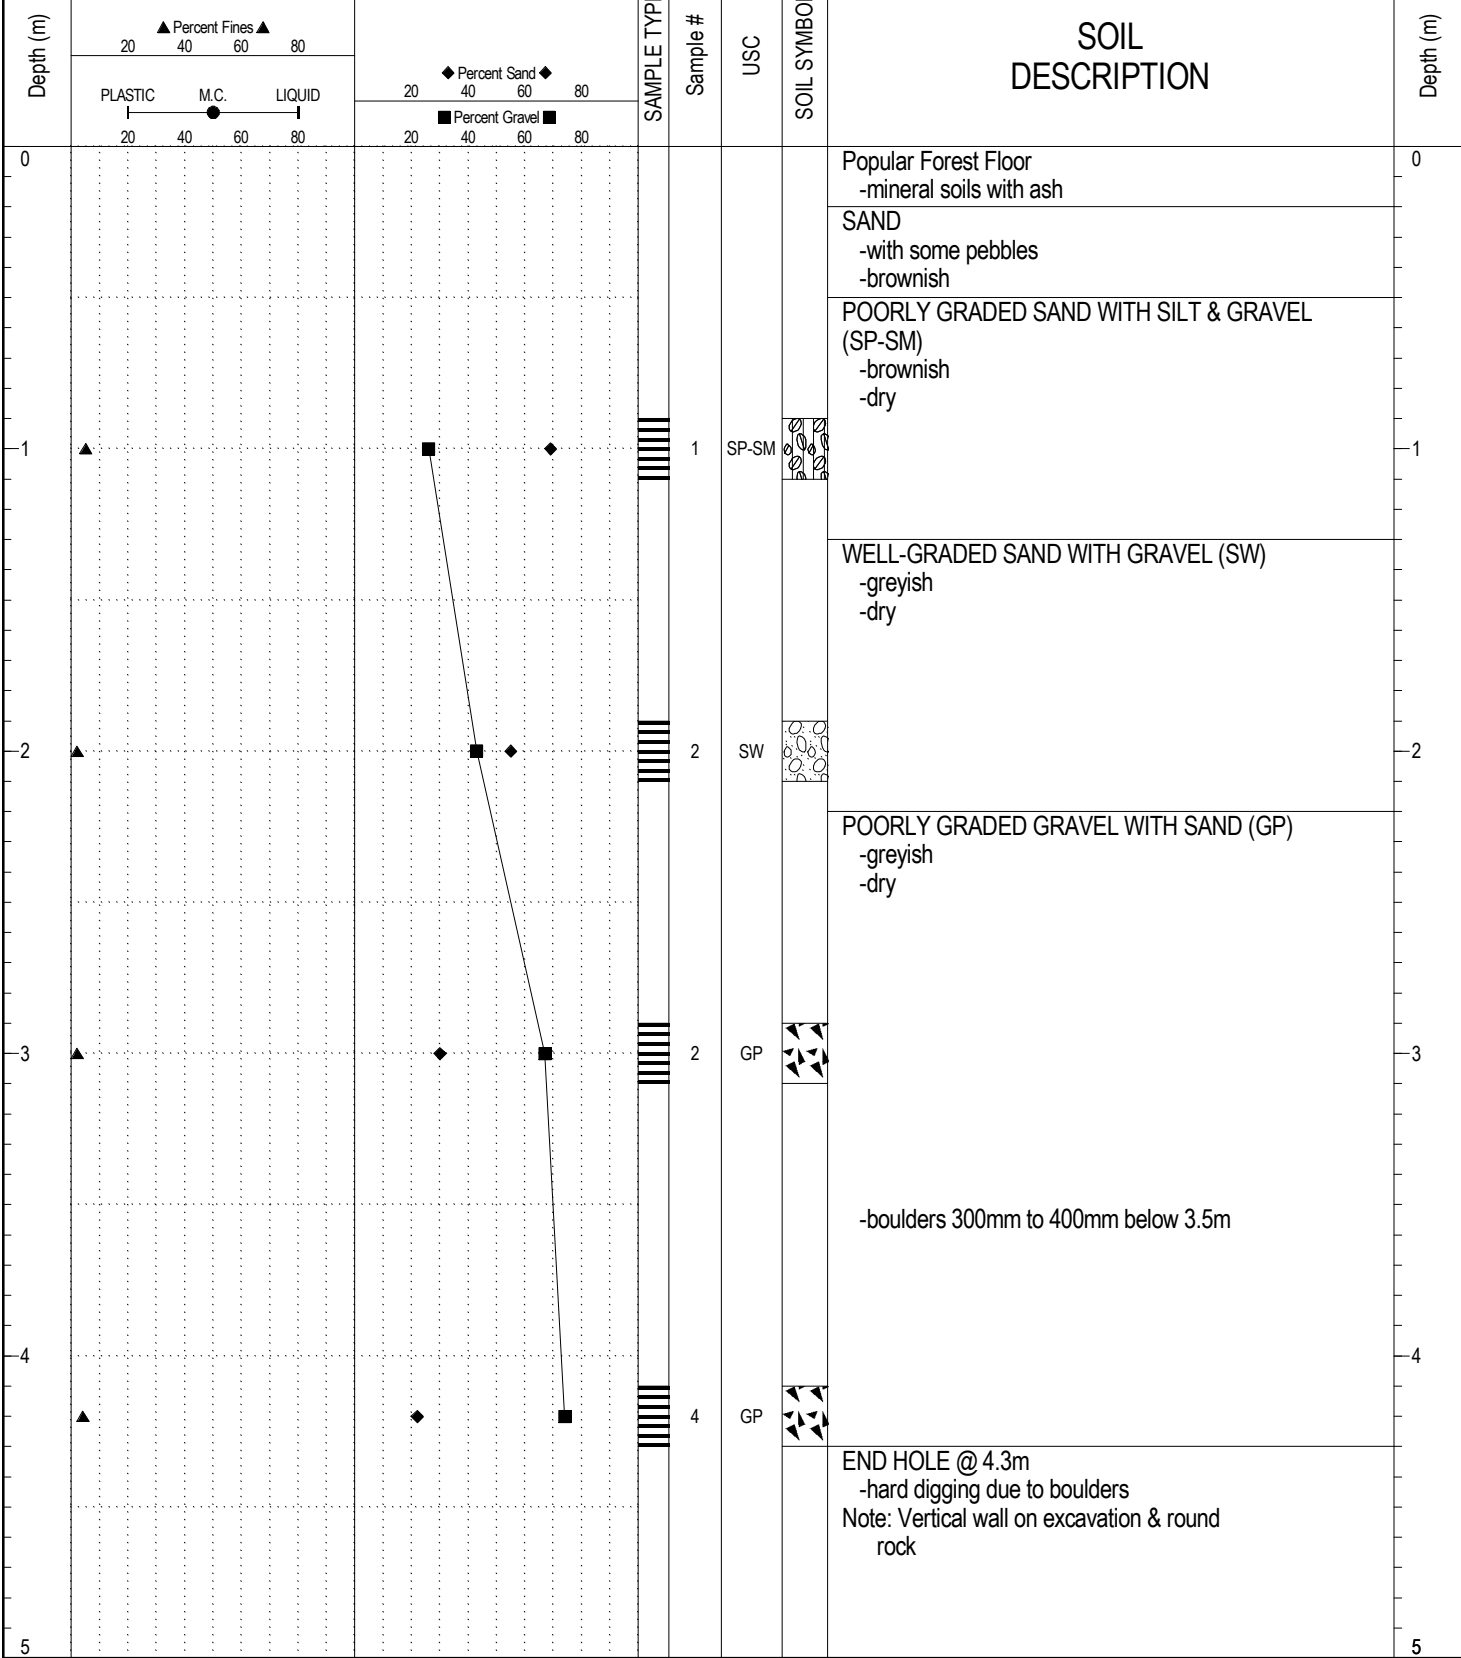 Depth (m)
▲ Percent Fines ▲
20 40 60 80
PLASTIC M.C. LIQUID
20 40 60 80
◆ Percent Sand ◆
20 40 60 80
■ Percent Gravel ■
20 40 60 80
SAMPLE TYPE
Sample #
USC
SOIL SYMBOL
SOIL
DESCRIPTION
Depth (m)
0 0
Popular Forest Floor
-mineral soils with ash
SAND
-with some pebbles
-brownish
POORLY GRADED SAND WITH SILT & GRAVEL
(SP-SM)
-brownish
-dry
1 1 SP-SM 1
WELL-GRADED SAND WITH GRAVEL (SW)
-greyish
-dry
2 2 SW 2
POORLY GRADED GRAVEL WITH SAND (GP)
-greyish
-dry
3 2 GP 3
-boulders 300mm to 400mm below 3.5m
4 4
4 GP
END HOLE @ 4.3m
-hard digging due to boulders
Note: Vertical wall on excavation & round
rock
5 5